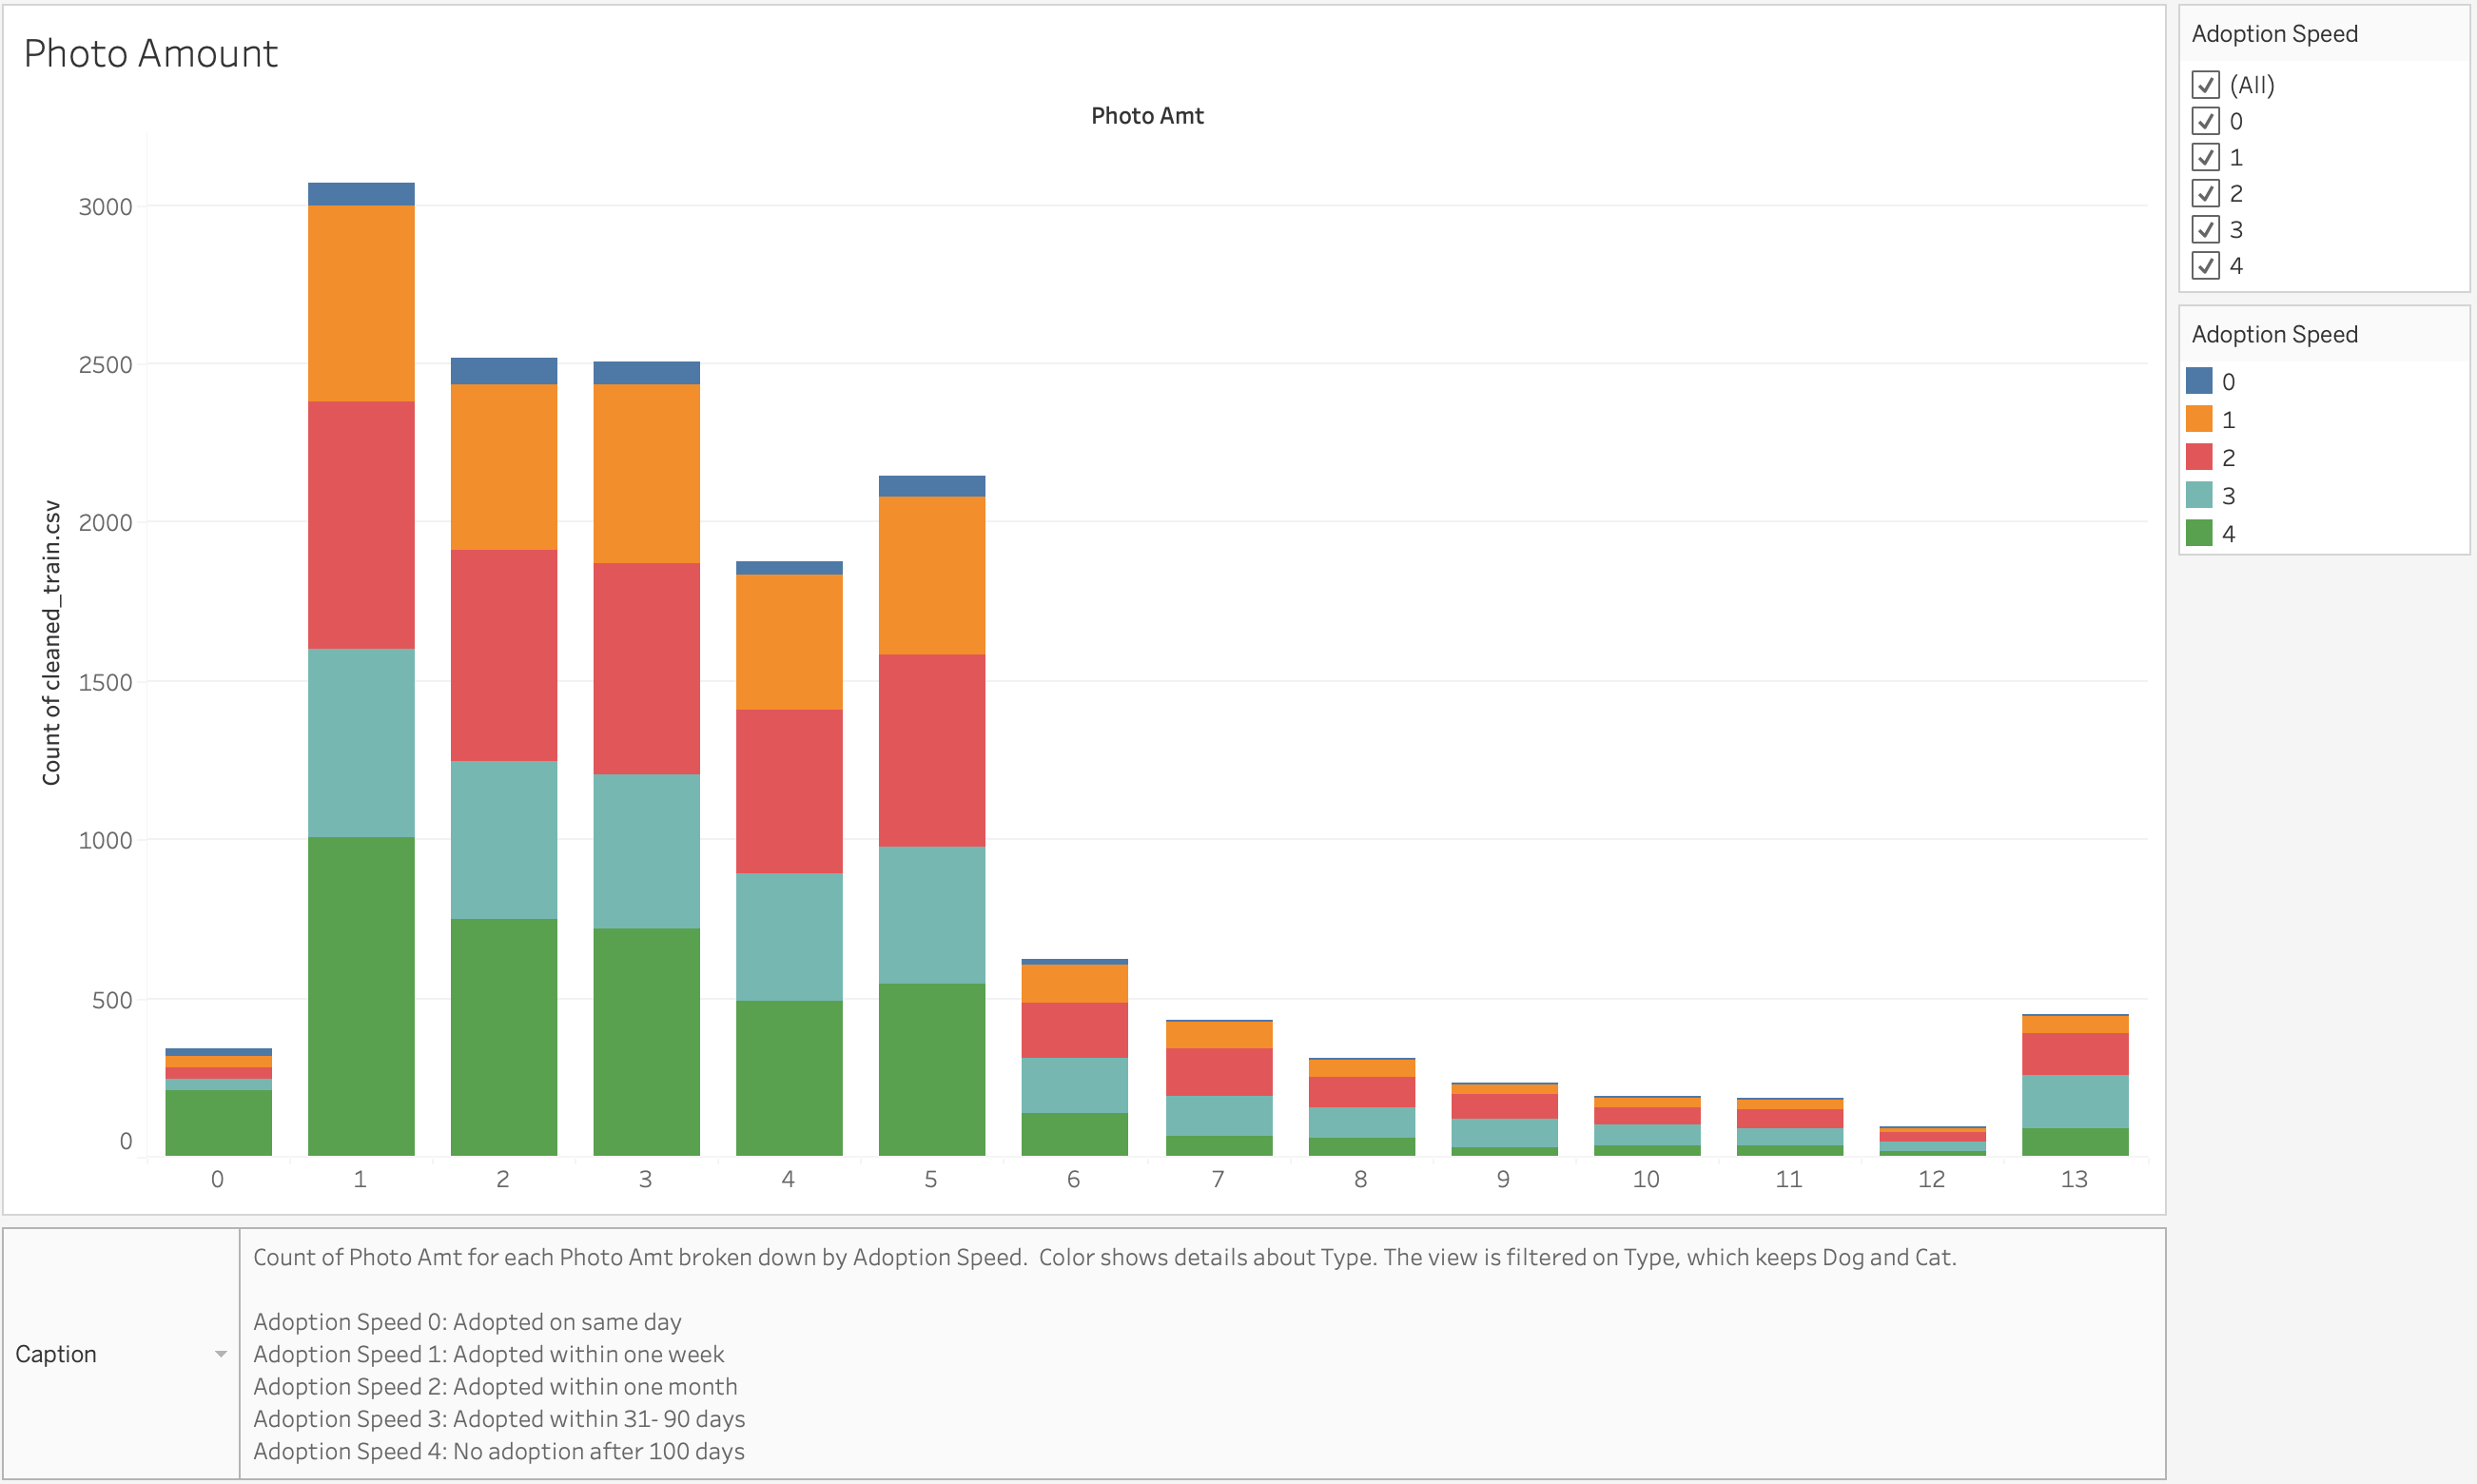 Photo Amount
Photo Amt
Count of cleaned_train.csv
3000
2500
2000
1500
1000
500
0
0 1 2 3 4 5 6 7 8 9 10 11 12 13
Adoption Speed
(All)
0
1
2
3
4
Adoption Speed
0
1
2
3
4
Caption
Count of Photo Amt for each Photo Amt broken down by Adoption Speed.  Color shows details about Type. The view is filtered on Type, which keeps Dog and Cat.
Adoption Speed 0: Adopted on same day
Adoption Speed 1: Adopted within one week
Adoption Speed 2: Adopted within one month
Adoption Speed 3: Adopted within 31- 90 days
Adoption Speed 4: No adoption after 100 days